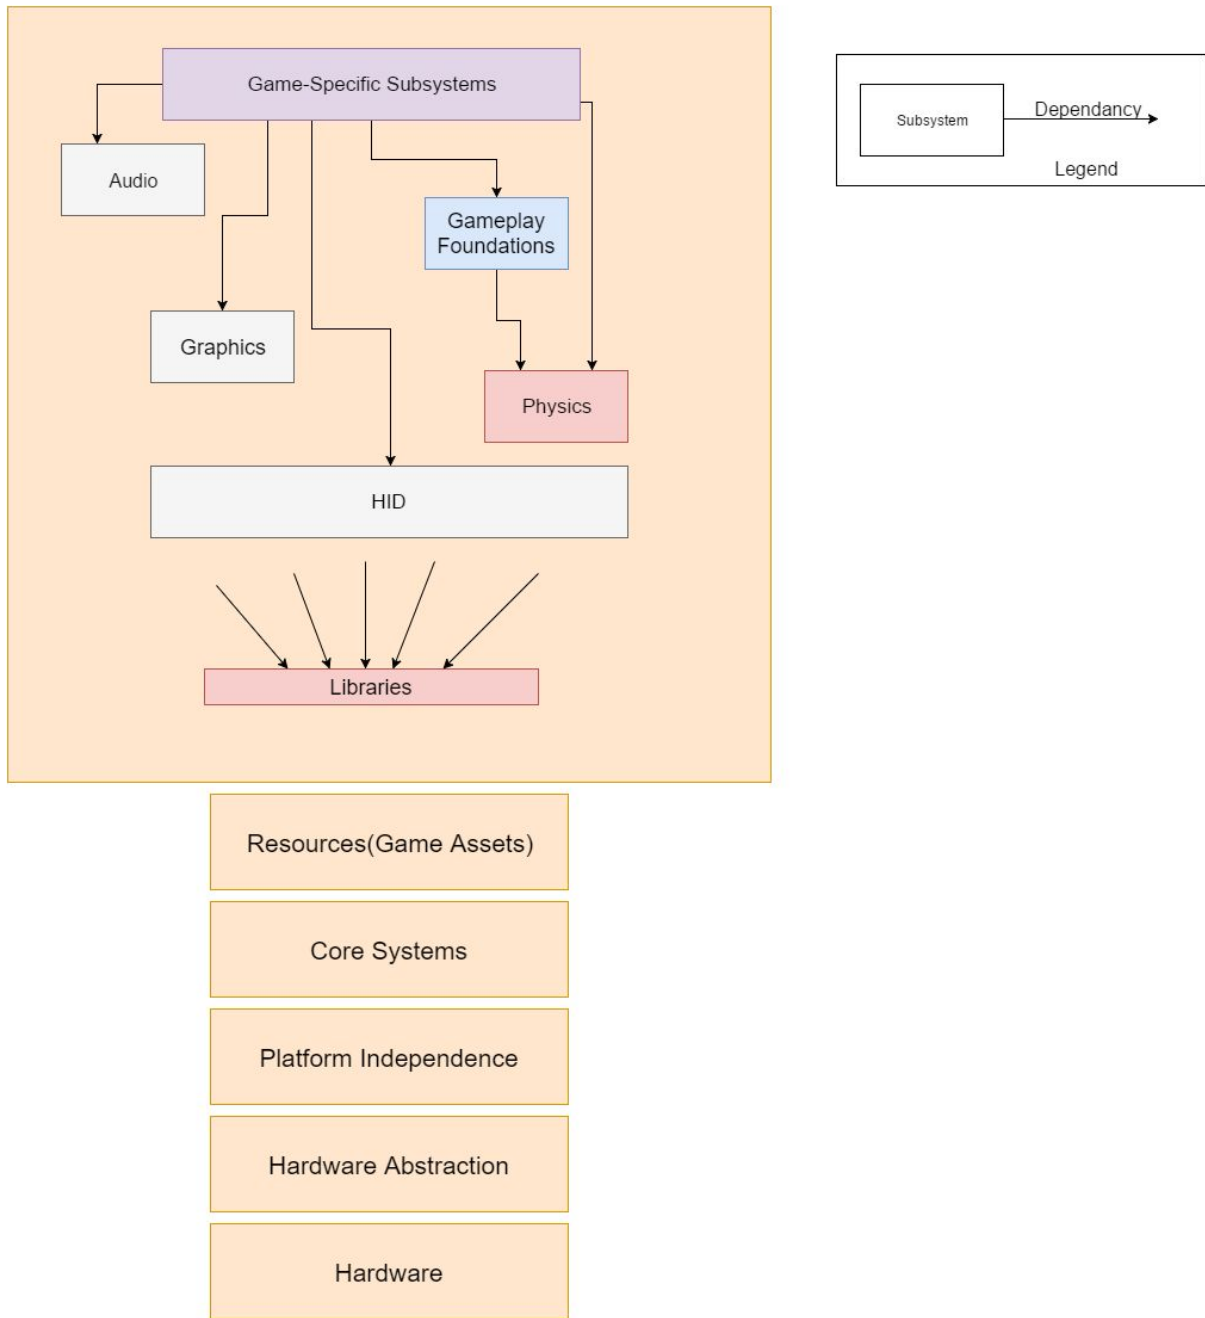 Game-Specific Subsystems
Audio
Gameplay
Foundations
Graphics
Physics
HID
Libraries
Resources(Game Assets)
Core Systems
Platform Independence
Hardware Abstraction
Hardware
Subsystem
Dependancy
Legend